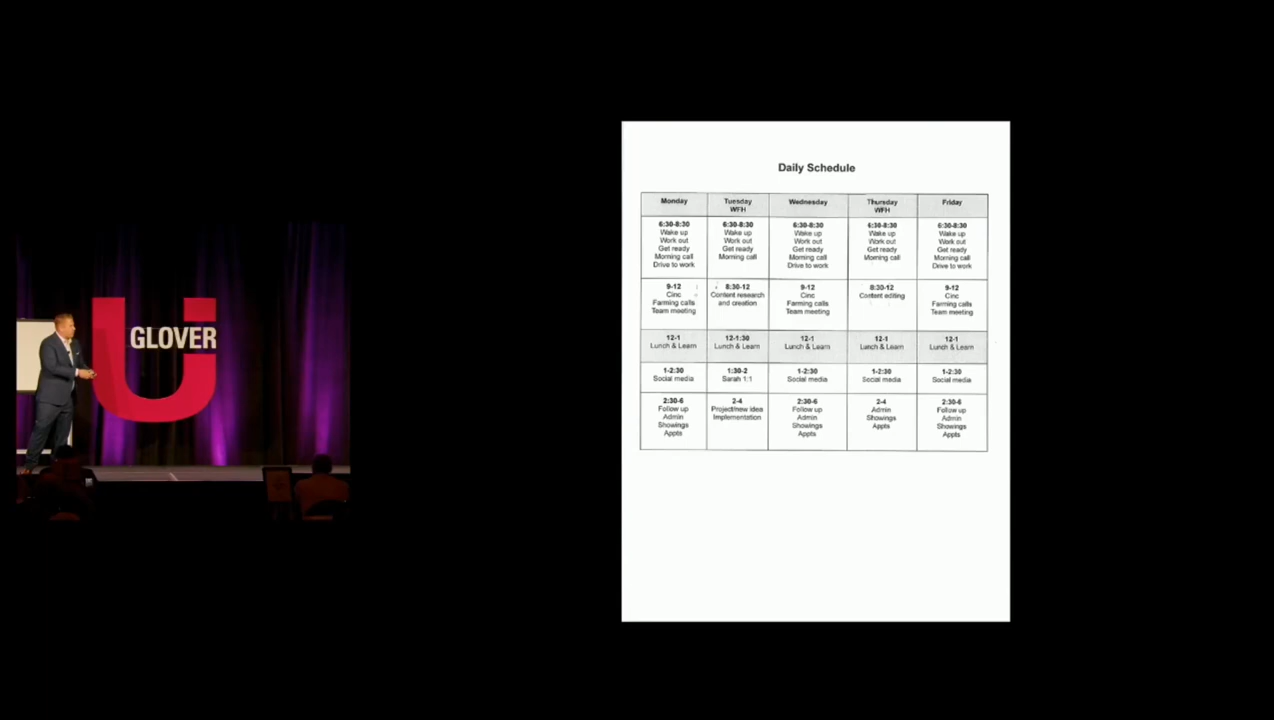 GLOVER
U
Daily Schedule
Monday
Tuesday
WFH
Wednesday
Thursday
WFH
Friday
6:30-8:30
Wake up
Work out
Get ready
Morning call
Drive to work
6:30-8:30
Wake up
Work out
Get ready
Morning call
6:30-8:30
Wake up
Work out
Get ready
Morning call
Drive to work
6:30-8:30
Wake up
Work out
Get ready
Morning call
6:30-8:30
Wake up
Work out
Get ready
Morning call
Drive to work
9-12
Cinc
Farming calls
Team meeting
8:30-12
Content research
and creation
9-12
Cinc
Farming calls
Team meeting
8:30-12
Content editing
9-12
Cinc
Farming calls
Team meeting
12-1
Lunch & Learn
12-1:30
Lunch & Learn
12-1
Lunch & Learn
12-1
Lunch & Learn
12-1
Lunch & Learn
1-2:30
Social media
1:30-2
Sarah 1:1
1-2:30
Social media
1-2:30
Social media
1-2:30
Social media
2:30-6
Follow up
Admin
Showings
Appts
2-4
Project/new idea
Implementation
2:30-6
Follow up
Admin
Showings
Appts
2-4
Admin
Showings
Appts
2:30-6
Follow up
Admin
Showings
Appts